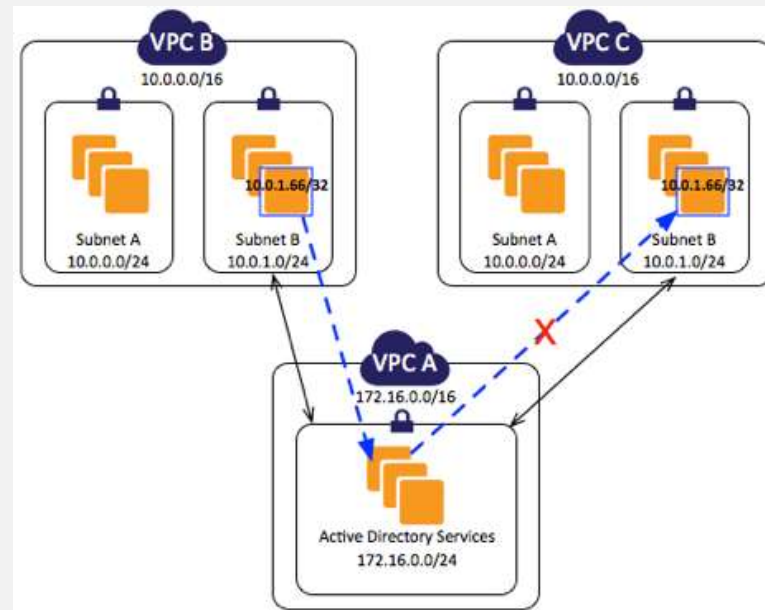 VPC B
10.0.0.0/16
10.0.1.66/32
Subnet A
10.0.0.0/24
Subnet B
10.0.1.0/24
VPC C
10.0.0.0/16
10.0.1.66/32
Subnet A
10.0.0.0/24
Subnet B
10.0.1.0/24
X
VPC A
172.16.0.0/16
Active Directory Services
172.16.0.0/24